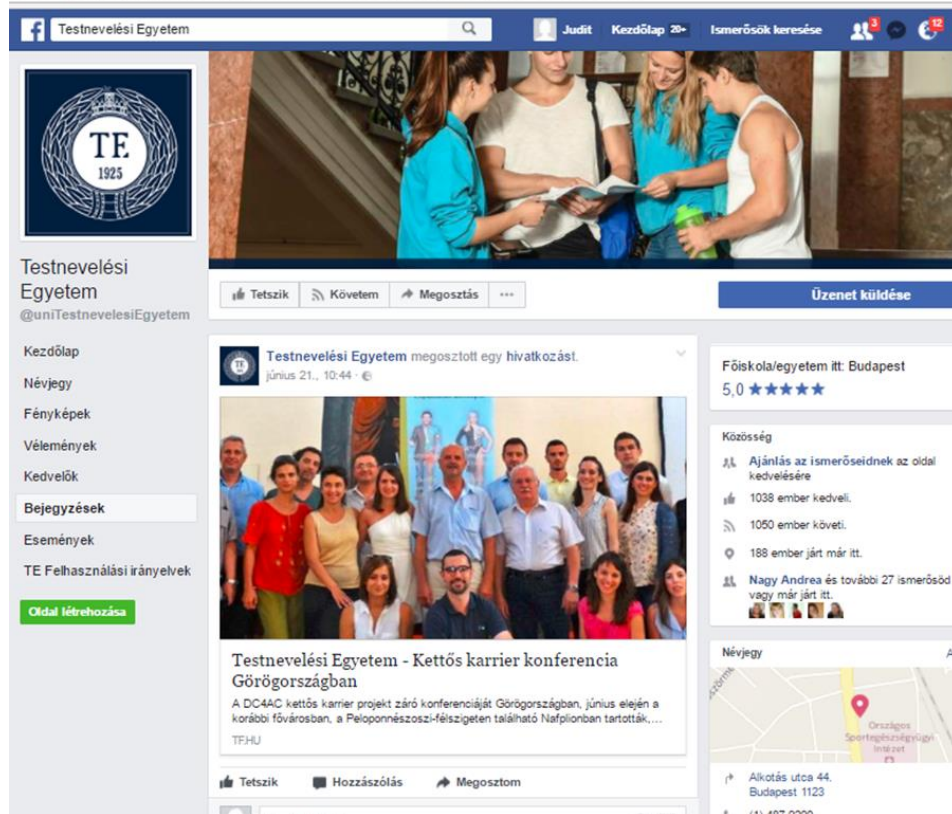 Testnevelési Egyetem
Judit
Kezdőlap 20+
Ismerősök keresése
3
12
TE
1925
Testnevelési
Egyetem
@uniTestnevelesiEgyetem
Kezdőlap
Névjegy
Fényképek
Vélemények
Kedvelők
Bejegyzések
Események
TE Felhasználási irányelvek
Oldal létrehozása
Tetszik
Követem
Megosztás
Üzenet küldése
Testnevelési Egyetem megosztott egy hivatkozást.
június 21., 10:44
Testnevelési Egyetem - Kettős karrier konferencia
Görögországban
A DC4AC kettős karrier projekt záró konferenciáját Görögországban, június elején a
korábbi fővárosban, a Peloponnészoszi-félszigeten található Nafplionban tartották,...
TF.HU
Tetszik
Hozzászólás
Megosztom
Főiskola/egyetem itt: Budapest
5,0 ★★★★★
Közösség
Ajánlás az ismerőseidnek az oldal
kedvelésére
1038 ember kedveli.
1050 ember követi.
188 ember járt már itt.
Nagy Andrea és további 27 ismerősöd
vagy már járt itt.
Névjegy
Országos
Sportegészségügyi
Intézet
Alkotás utca 44.
Budapest 1123